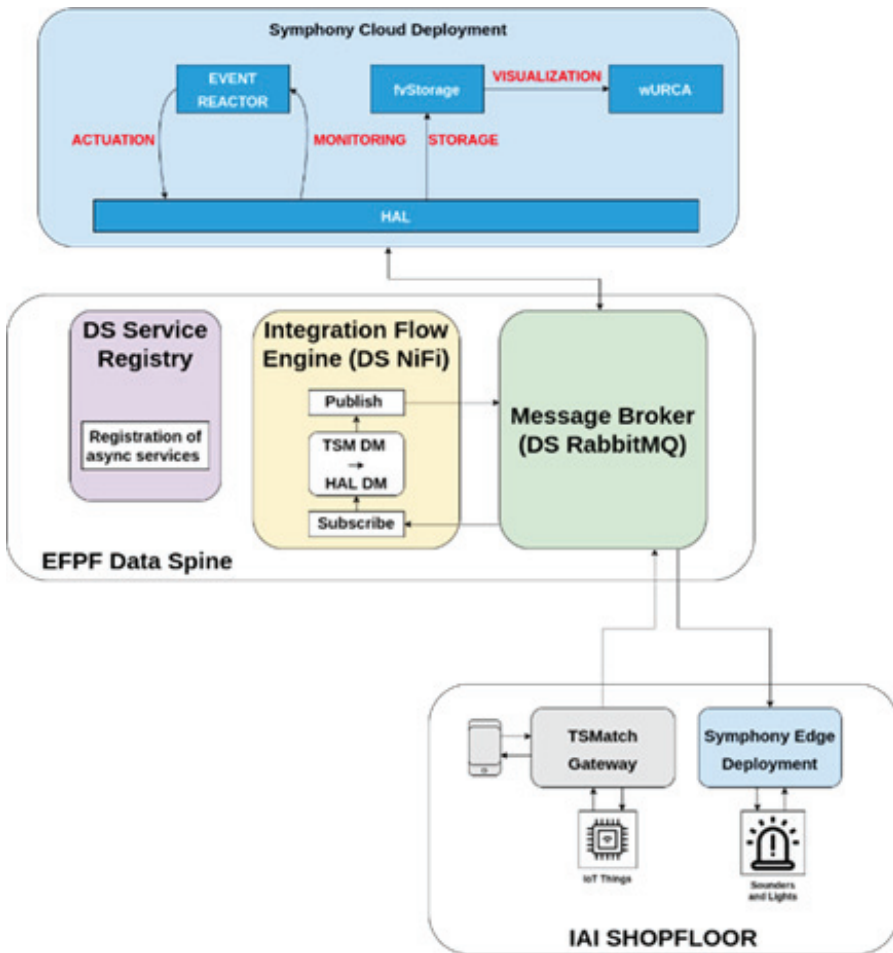 Symphony Cloud Deployment
EVENT
REACTOR
fvStorage
VISUALIZATION
wURCA
ACTUATION
MONITORING
STORAGE
HAL
DS Service
Registry
Registration of
async services
Integration Flow
Engine (DS NiFi)
Publish
TSM DM
→
HAL DM
Subscribe
Message Broker
(DS RabbitMQ)
EFPF Data Spine
TSMatch
Gateway
Symphony Edge
Deployment
IoT Things
Sounders
and Lights
IAI SHOPFLOOR